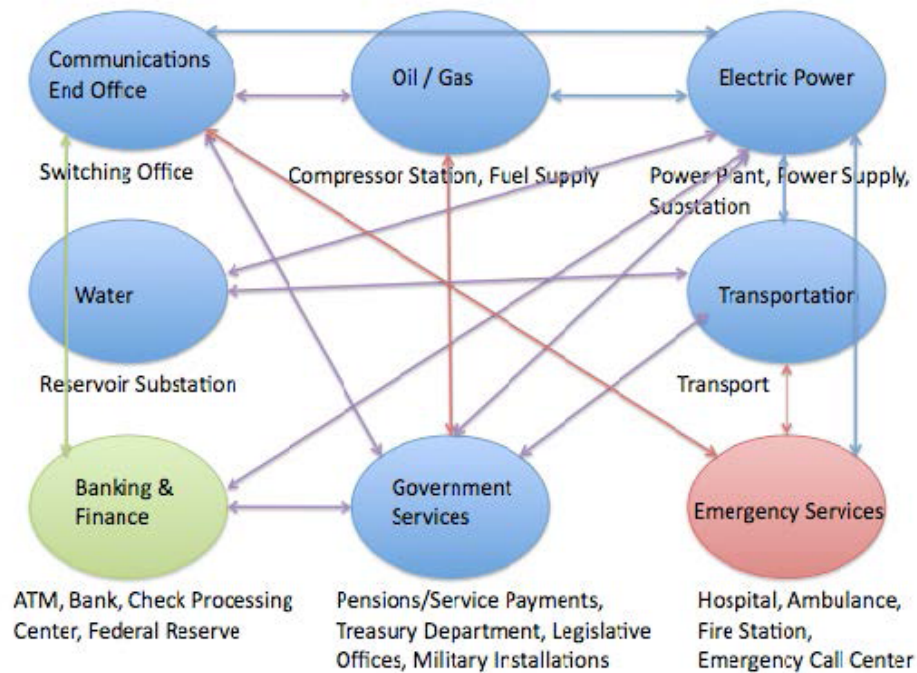 Communications
End Office
Oil / Gas
Electric Power
Switching Office
Compressor Station, Fuel Supply
Power Plant, Power Supply,
Substation
Water
Transportation
Reservoir Substation
Transport
Banking &
Finance
Government
Services
Emergency Services
ATM, Bank, Check Processing
Center, Federal Reserve
Pensions/Service Payments,
Treasury Department, Legislative
Offices, Military Installations
Hospital, Ambulance,
Fire Station,
Emergency Call Center